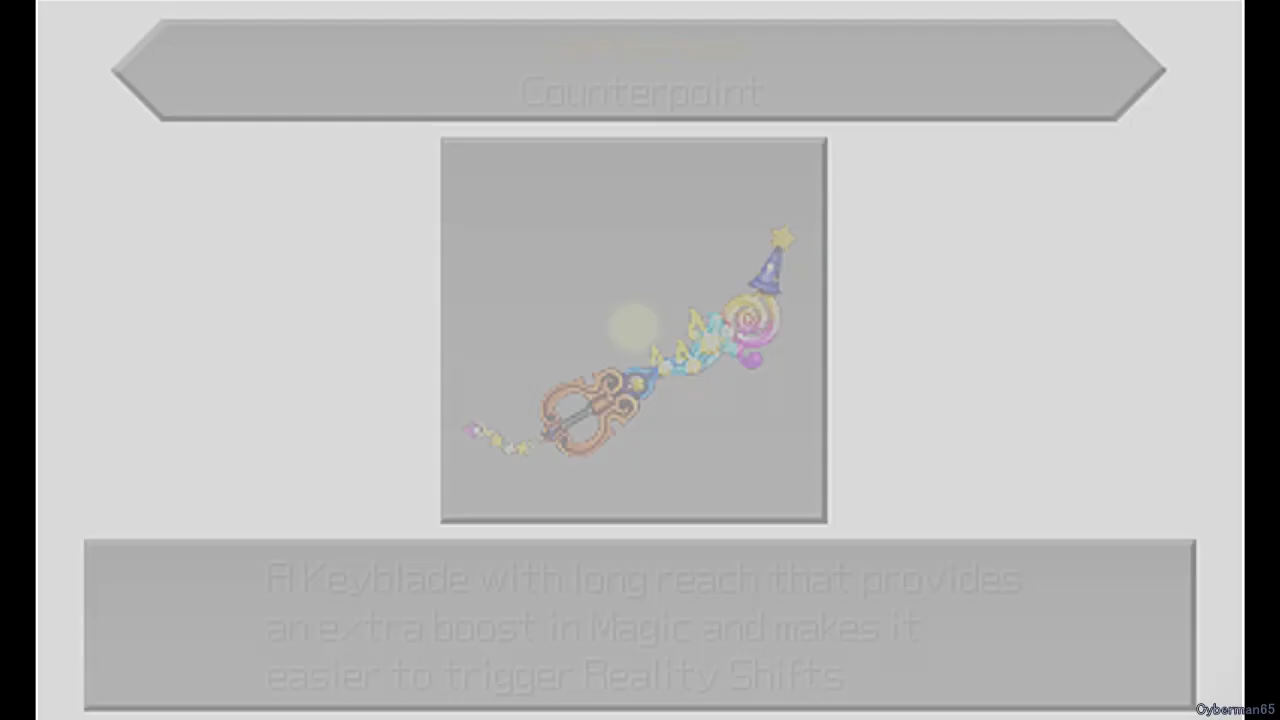 Counterpoint
A Keyblade with long reach that provides
an extra boost in Magic and makes it
easier to trigger Reality Shifts
Cyberman65